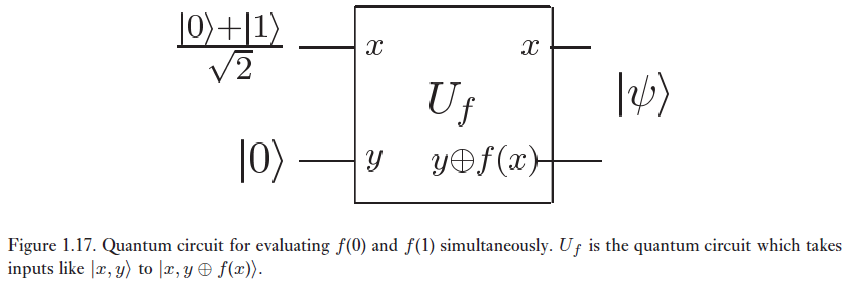 |0⟩+|1⟩
√2
x
x
U_f
|ψ⟩
|0⟩
y
y⊕f(x)
Figure 1.17. Quantum circuit for evaluating f(0) and f(1) simultaneously. U_f is the quantum circuit which takes
inputs like |x, y⟩ to |x, y ⊕ f(x)⟩.